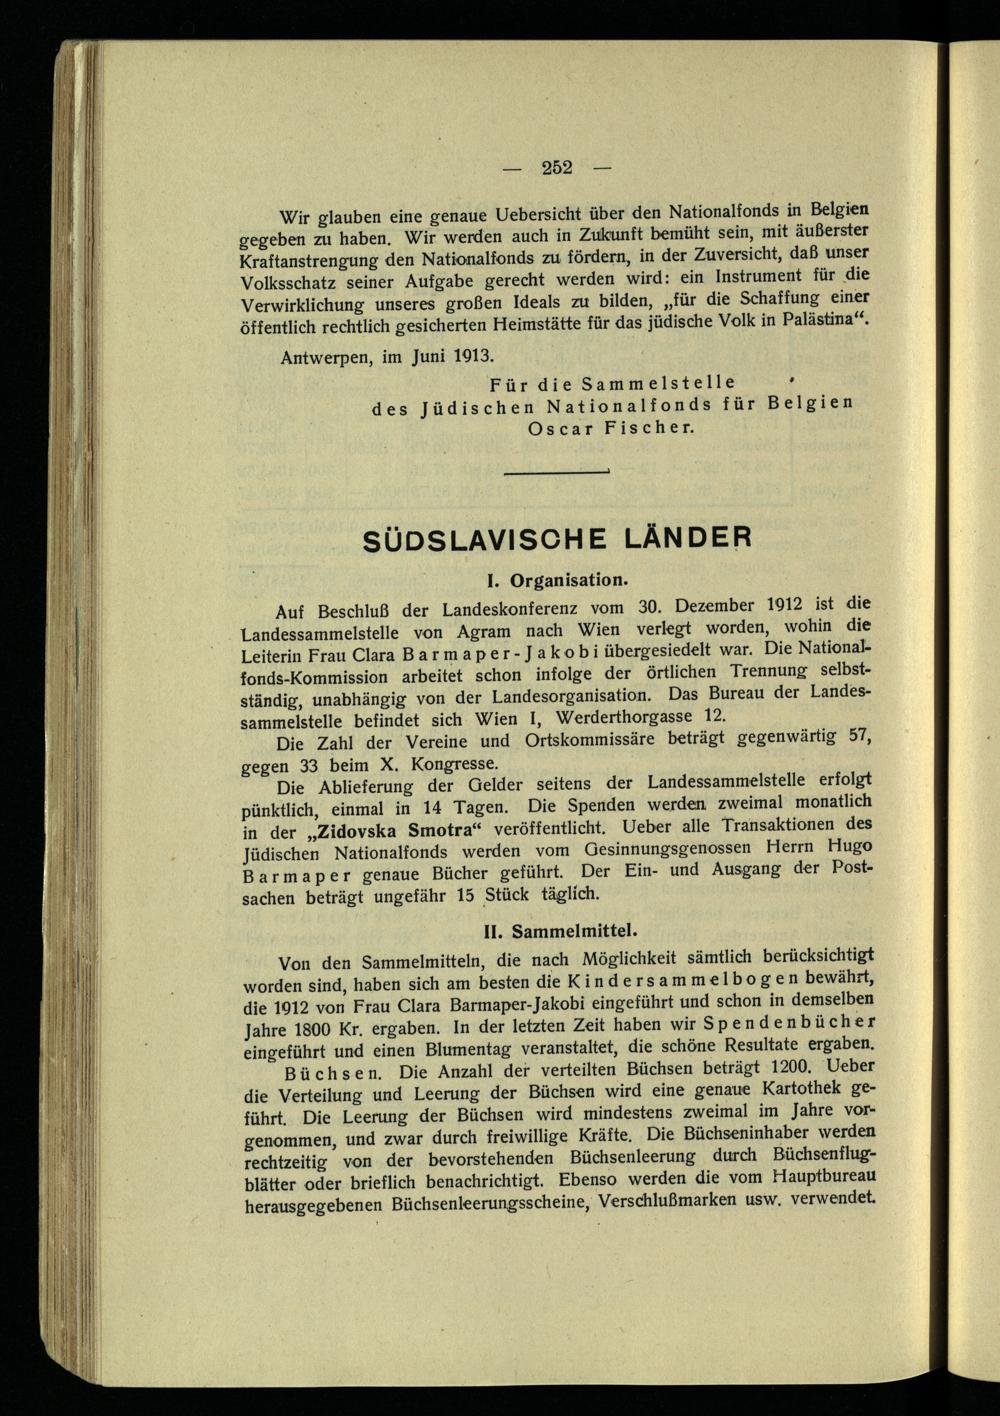 — 252 —
Wir glauben eine genaue Uebersicht über den Nationalfonds in Belgien
gegeben zu haben. Wir werden auch in Zukunft bemüht sein, mit äußerster
Kraftanstrengung den Nationalfonds zu fördern, in der Zuversicht, daß unser
Volksschatz seiner Aufgabe gerecht werden wird: ein Instrument für die
Verwirklichung unseres großen Ideals zu bilden, „für die Schaffung einer
öffentlich rechtlich gesicherten Heimstätte für das jüdische Volk in Palästina“.
Antwerpen, im Juni 1913.
Für die Sammelstelle
des Jüdischen Nationalfonds für Belgien
Oscar Fischer.
SÜDSLAVISCHE LÄNDER
I. Organisation.
Auf Beschluß der Landeskonferenz vom 30. Dezember 1912 ist die
Landessammelstelle von Agram nach Wien verlegt worden, wohin die
Leiterin Frau Clara Barmaper-Jakobi übergesiedelt war. Die National-
fonds-Kommission arbeitet schon infolge der örtlichen Trennung selbst-
ständig, unabhängig von der Landesorganisation. Das Bureau der Landes-
sammelstelle befindet sich Wien I, Werderthorgasse 12.
Die Zahl der Vereine und Ortskommissäre beträgt gegenwärtig 57,
gegen 33 beim X. Kongresse.
Die Ablieferung der Gelder seitens der Landessammelstelle erfolgt
pünktlich, einmal in 14 Tagen. Die Spenden werden zweimal monatlich
in der „Zidovska Smotra“ veröffentlicht. Ueber alle Transaktionen des
Jüdischen Nationalfonds werden vom Gesinnungsgenossen Herrn Hugo
Barmaper genaue Bücher geführt. Der Ein- und Ausgang der Post-
sachen beträgt ungefähr 15 Stück täglich.
II. Sammelmittel.
Von den Sammelmitteln, die nach Möglichkeit sämtlich berücksichtigt
worden sind, haben sich am besten die Kindersammelbogen bewährt,
die 1912 von Frau Clara Barmaper-Jakobi eingeführt und schon in demselben
Jahre 1800 Kr. ergaben. In der letzten Zeit haben wir Spendenbücher
eingeführt und einen Blumentag veranstaltet, die schöne Resultate ergaben.
Büchsen. Die Anzahl der verteilten Büchsen beträgt 1200. Ueber
die Verteilung und Leerung der Büchsen wird eine genaue Kartothek ge-
führt. Die Leerung der Büchsen wird mindestens zweimal im Jahre vor-
genommen, und zwar durch freiwillige Kräfte. Die Büchseninhaber werden
rechtzeitig von der bevorstehenden Büchsenleerung durch Büchsenflug-
blätter oder brieflich benachrichtigt. Ebenso werden die vom Hauptbureau
herausgegebenen Büchsenleerungsscheine, Verschlußmarken usw. verwendet.